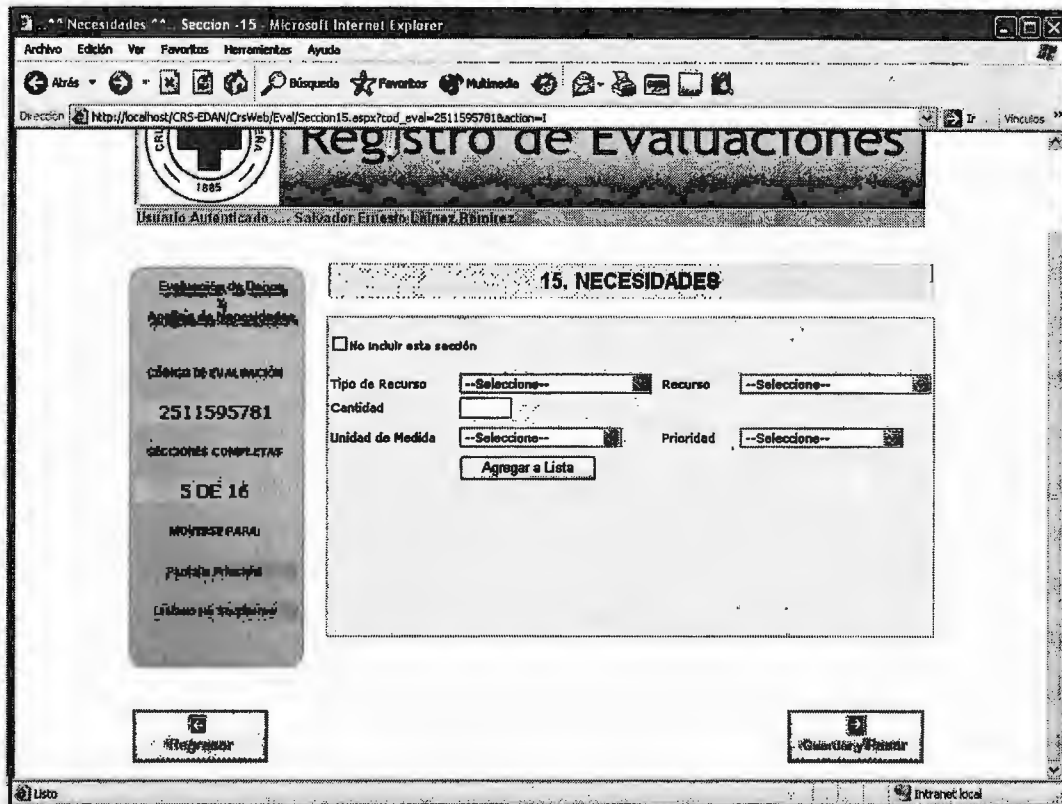 ..^^ Necesidades ^^.. Seccion -15 - Microsoft Internet Explorer
Archivo Edición Ver Favoritos Herramientas Ayuda
Atrás Búsqueda Favoritos Multimedia
Dirección http://localhost/CRS-EDAN/CrsWeb/Eval/Seccion15.aspx?cod_eval=2511595781&action=I Ir Vínculos »
Registro de Evaluaciones
1885
Usuario Autenticado .... Salvador Ernesto Lainez Ramirez
Evaluación de Daños
y
Análisis de Necesidades
15. NECESIDADES
No incluir esta sección
CÓDIGO DE EVALUACIÓN
2511595781
SECCIONES COMPLETAS
5 DE 16
MOVERSE PARA:
Pantalla Principal
Tipo de Recurso --Seleccione-- Recurso --Seleccione--
Cantidad
Unidad de Medida --Seleccione-- Prioridad --Seleccione--
Agregar a Lista
Regresar
Guardar y Pasar
Listo
Intranet local